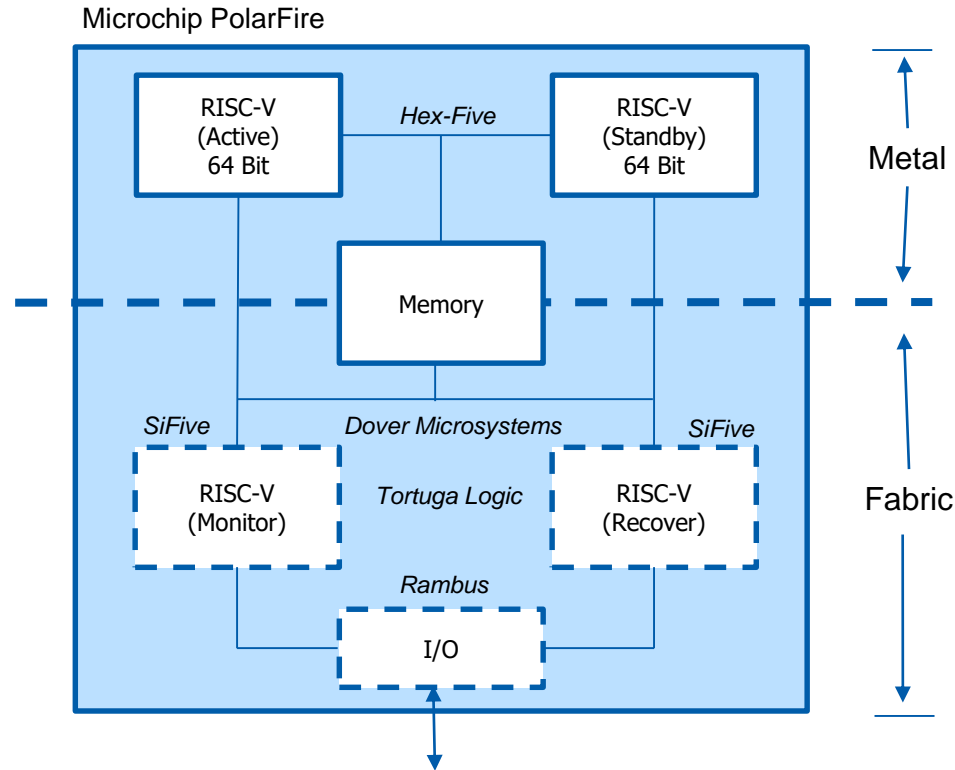 Microchip PolarFire
RISC-V
(Active)
64 Bit
Hex-Five
RISC-V
(Standby)
64 Bit
Metal
Memory
SiFive
Dover Microsystems
SiFive
RISC-V
(Monitor)
Tortuga Logic
RISC-V
(Recover)
Fabric
Rambus
I/O